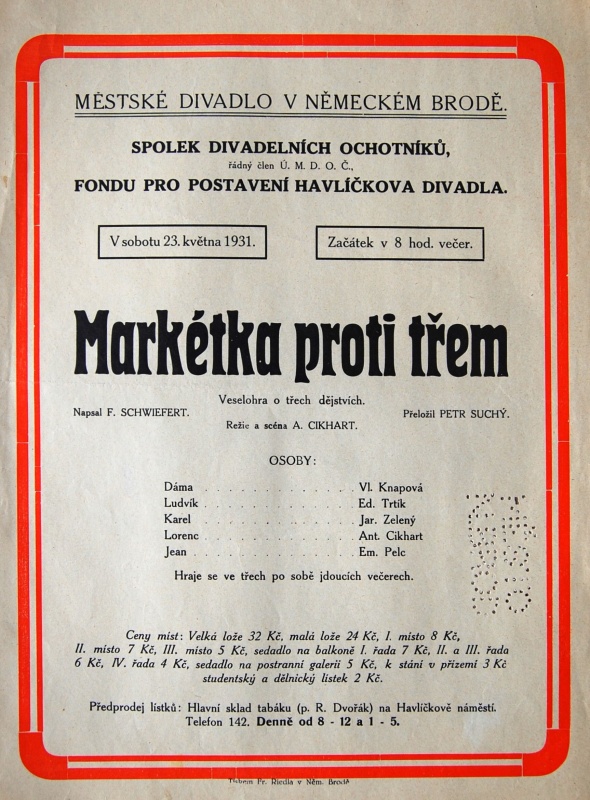 MĚSTSKÉ DIVADLO V NĚMECKÉM BRODĚ.
SPOLEK DIVADELNÍCH OCHOTNÍKŮ,
řádný člen Ú. M. D. O. Č.,
FONDU PRO POSTAVENÍ HAVLÍČKOVA DIVADLA.
V sobotu 23. května 1931.
Začátek v 8 hod. večer.
Markétka proti třem
Veselohra o třech dějstvích.
Napsal F. SCHWIEFERT.
Přeložil PETR SUCHÝ.
Režie a scéna A. CIKHART.
OSOBY:
Dáma . . . . . . . . . . . . Vl. Knapová
Ludvík . . . . . . . . . . . . Ed. Trtík
Karel . . . . . . . . . . . . Jar. Zelený
Lorenc . . . . . . . . . . . . Ant. Cikhart
Jean . . . . . . . . . . . . Em. Pelc
Hraje se ve třech po sobě jdoucích večerech.
Ceny míst: Velká lože 32 Kč, malá lože 24 Kč, I. místo 8 Kč,
II. místo 7 Kč, III. místo 5 Kč, sedadlo na balkoně I. řada 7 Kč, II. a III. řada
6 Kč, IV. řada 4 Kč, sedadlo na postranní galerii 5 Kč, k stání v přízemí 3 Kč
studentský a dělnický lístek 2 Kč.
Předprodej lístků: Hlavní sklad tabáku (p. R. Dvořák) na Havlíčkově náměstí.
Telefon 142. Denně od 8 - 12 a 1 - 5.
Tiskem Fr. Riedla v Něm. Brodě